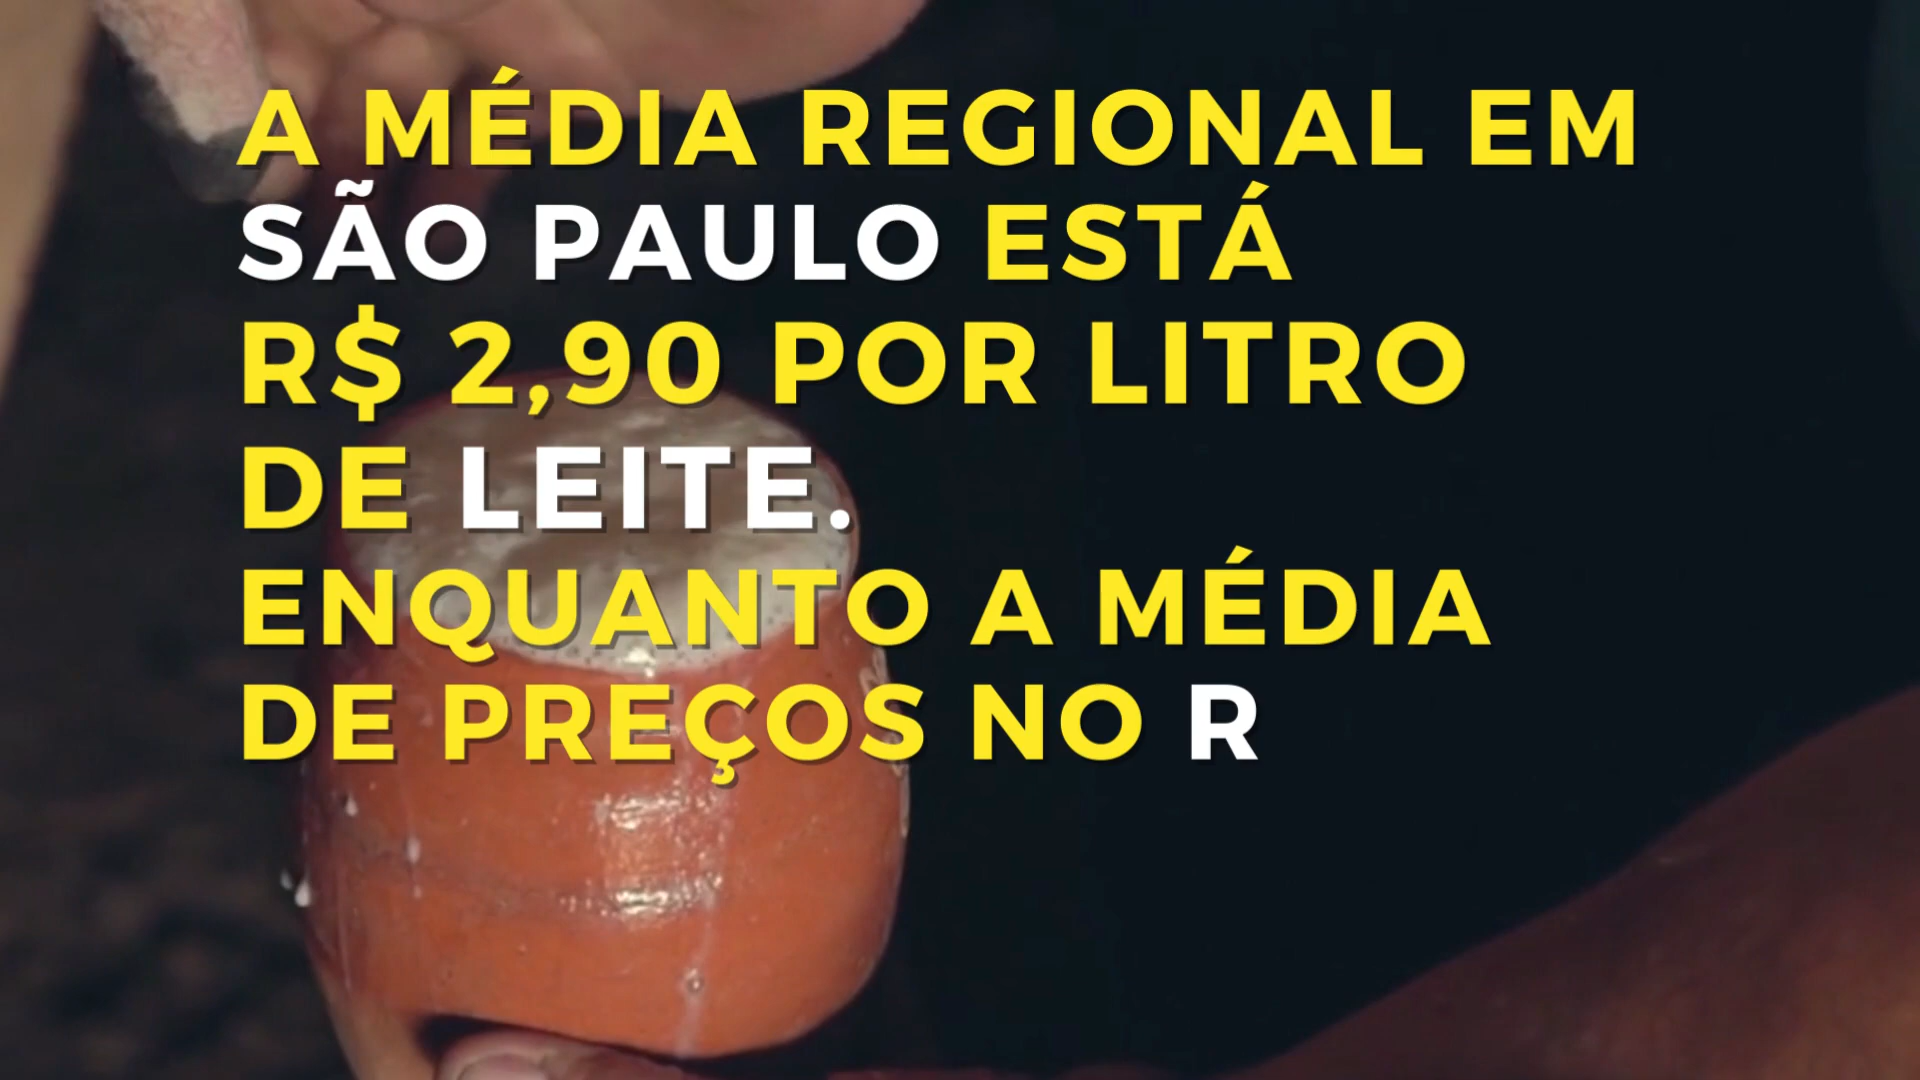 A MÉDIA REGIONAL EM
SÃO PAULO ESTÁ
R$ 2,90 POR LITRO
DE LEITE.
ENQUANTO A MÉDIA
DE PREÇOS NO R